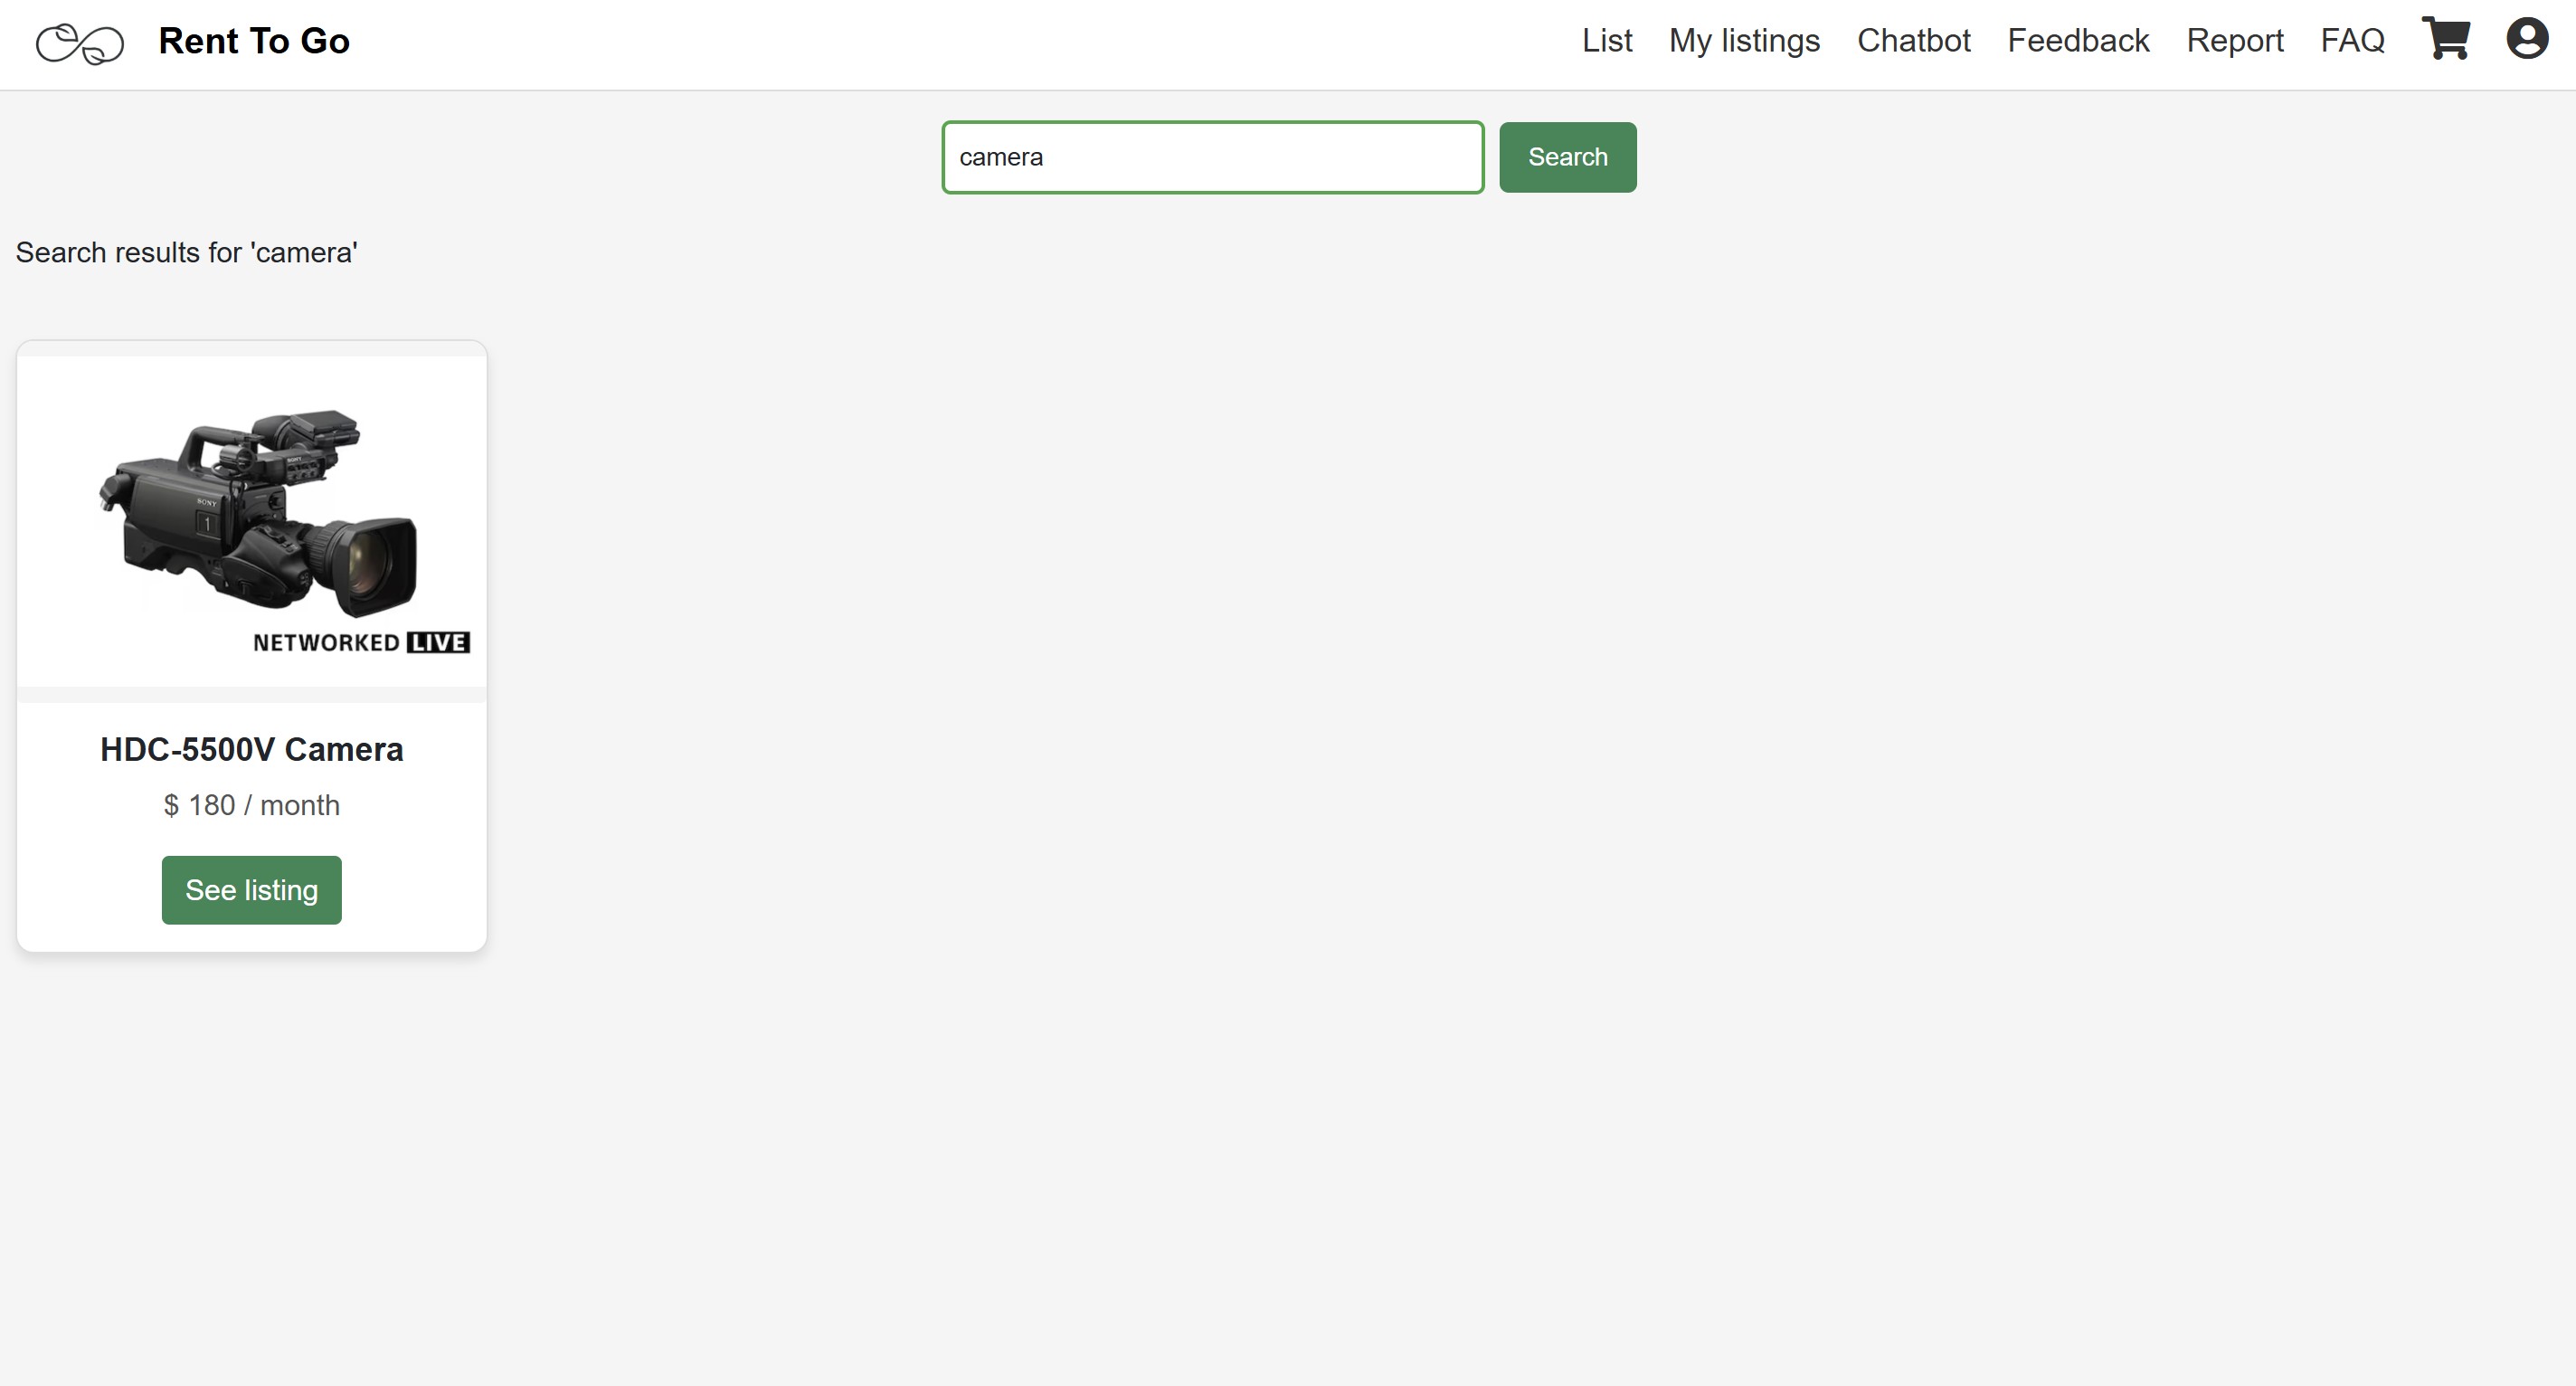 Rent To Go
List My listings Chatbot Feedback Report FAQ
camera
Search
Search results for 'camera'
SONY
SONY
1
NETWORKED LIVE
HDC-5500V Camera
$ 180 / month
See listing